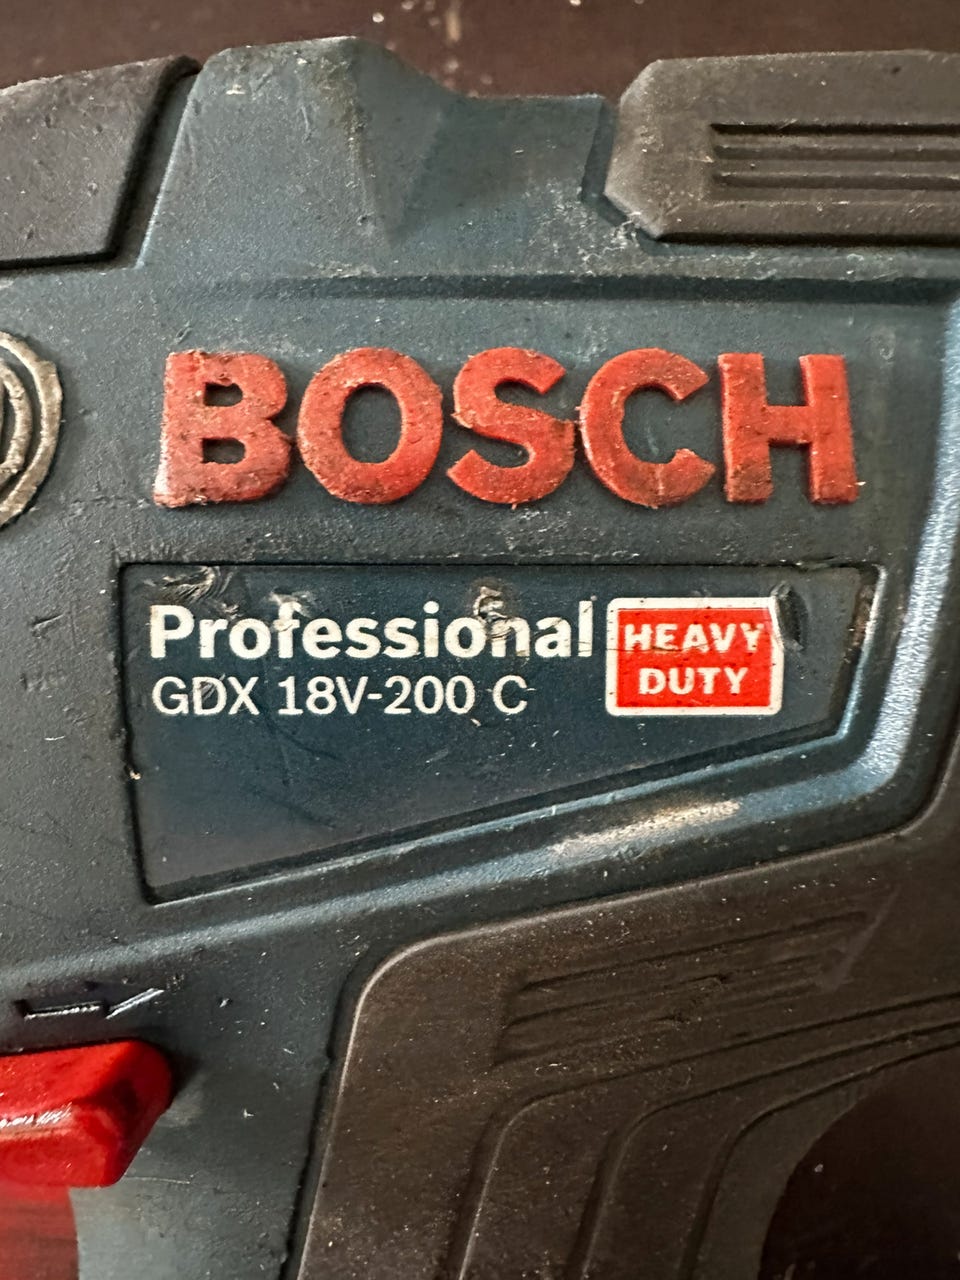 BOSCH
Professional
HEAVY
DUTY
GDX 18V-200 C